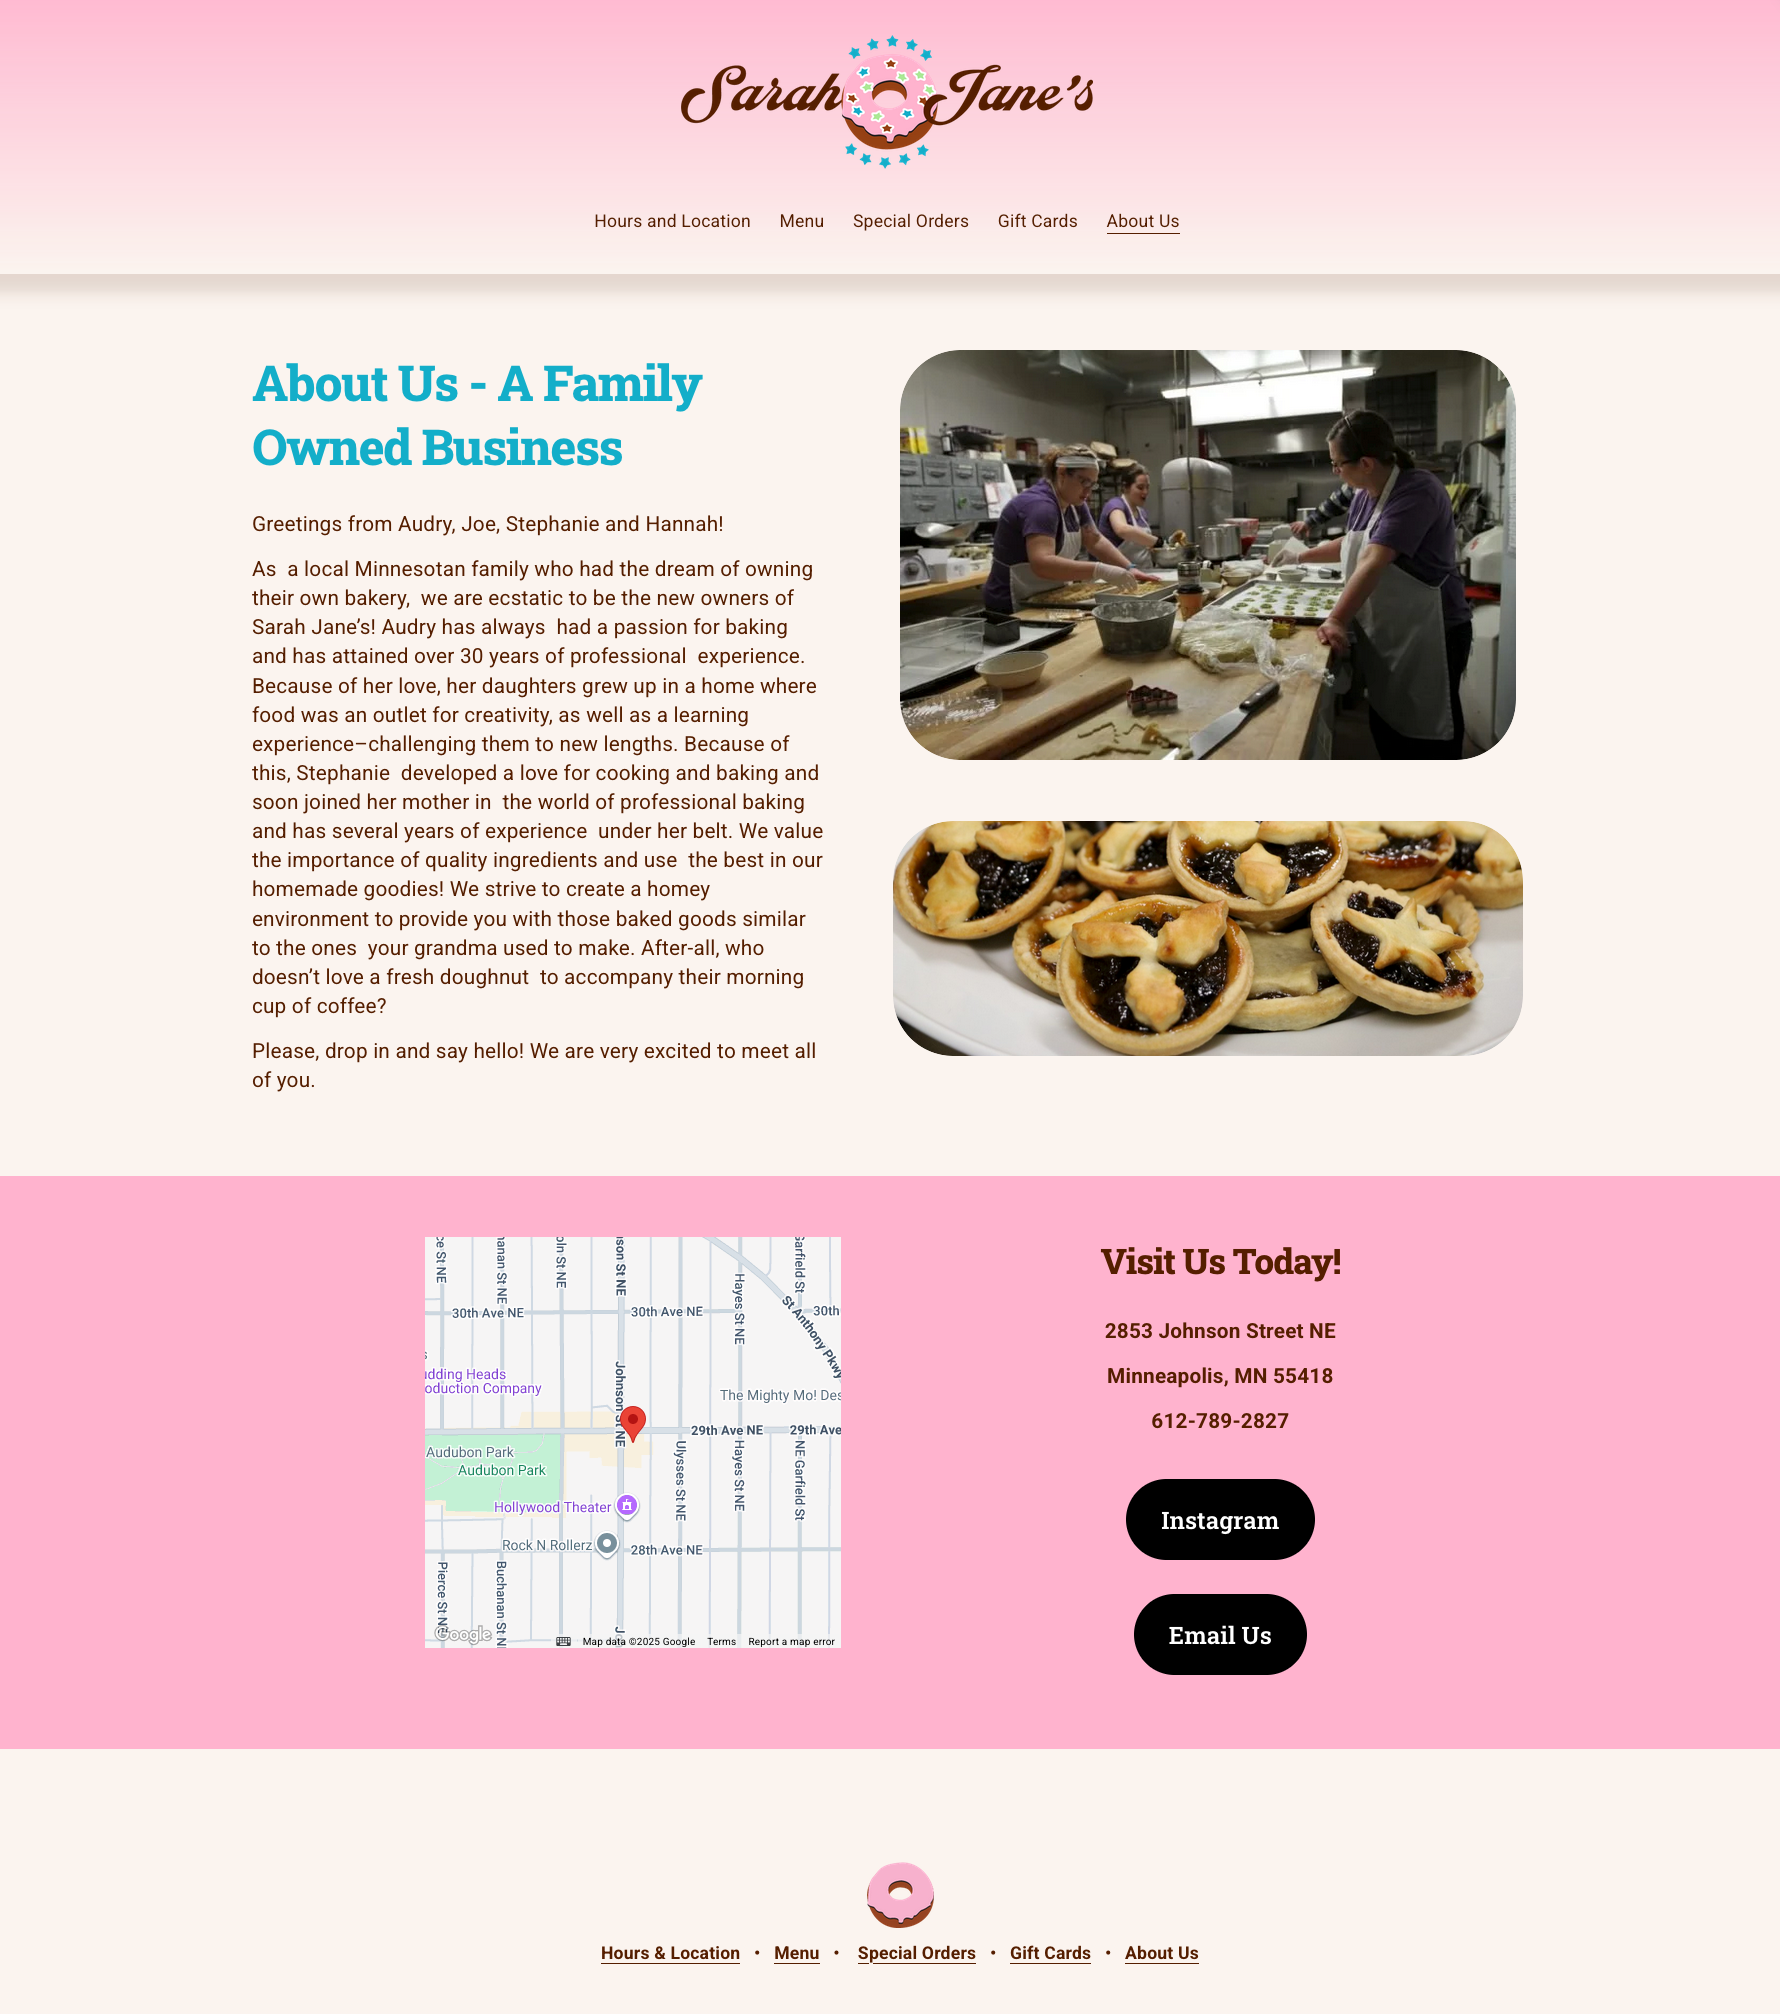 Sarah Jane's
Hours and Location Menu Special Orders Gift Cards About Us
About Us - A Family
Owned Business
Greetings from Audry, Joe, Stephanie and Hannah!
As  a local Minnesotan family who had the dream of owning
their own bakery,  we are ecstatic to be the new owners of
Sarah Jane’s! Audry has always  had a passion for baking
and has attained over 30 years of professional  experience.
Because of her love, her daughters grew up in a home where
food was an outlet for creativity, as well as a learning
experience–challenging them to new lengths. Because of
this, Stephanie  developed a love for cooking and baking and
soon joined her mother in  the world of professional baking
and has several years of experience  under her belt. We value
the importance of quality ingredients and use  the best in our
homemade goodies! We strive to create a homey
environment to provide you with those baked goods similar
to the ones  your grandma used to make. After-all, who
doesn’t love a fresh doughnut  to accompany their morning
cup of coffee?
Please, drop in and say hello! We are very excited to meet all
of you.
ce St NE
hanan St NE
oln St NE
nson St NE
Garfield St
30th Ave NE
30th Ave NE
Hayes St NE
30th
St Anthony Pkwy
s
udding Heads
oduction Company
Johnson St NE
The Mighty Mo! Des
29th Ave NE
29th Ave
Audubon Park
Audubon Park
Ulysses St NE
Hayes St NE
NE Garfield St
Hollywood Theater
Rock N Rollerz
28th Ave NE
Pierce St NE
Buchanan St N
Jo
Google
Map data ©2025 Google Terms Report a map error
Visit Us Today!
2853 Johnson Street NE
Minneapolis, MN 55418
612-789-2827
Instagram
Email Us
Hours & Location • Menu • Special Orders • Gift Cards • About Us